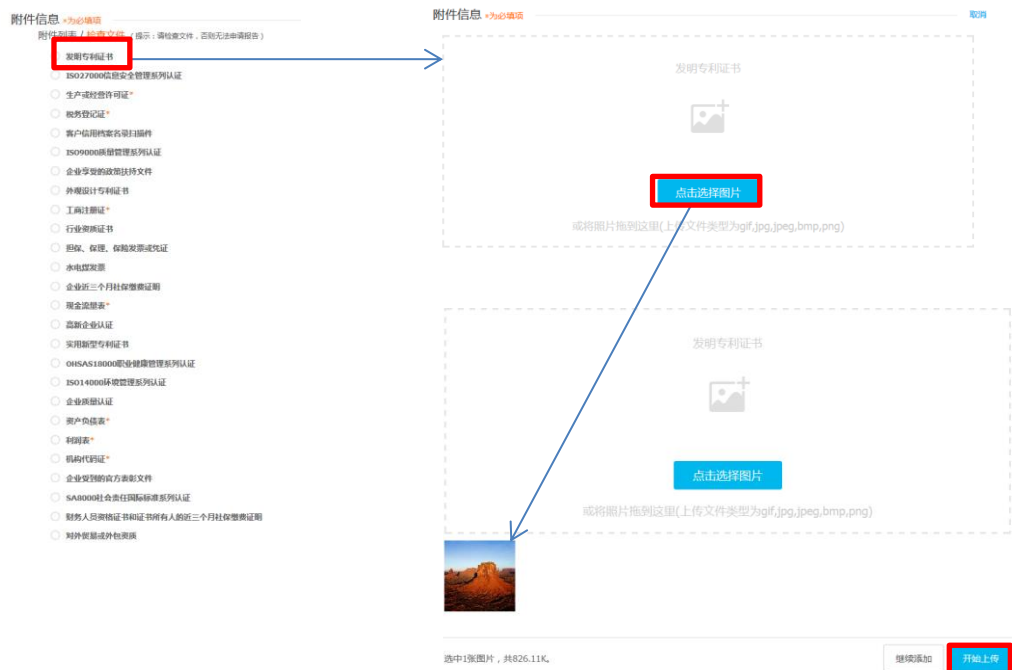 附件信息 *为必填项
附件列表 / 检查文件 (提示：请检查文件，否则无法申请报告)
发明专利证书
ISO27000信息安全管理系列认证
生产或经营许可证*
税务登记证*
客户信用档案名录扫描件
ISO9000质量管理系列认证
企业享受的政策扶持文件
外观设计专利证书
工商注册证*
行业资质证书
担保、保理、保险发票或凭证
水电煤发票
企业近三个月社保缴费证明
现金流量表*
高新企业认证
实用新型专利证书
OHSAS18000职业健康管理系列认证
ISO14000环境管理系列认证
企业质量认证
资产负债表*
利润表*
机构代码证*
企业受到的官方表彰文件
SA8000社会责任国际标准系列认证
财务人员资格证书和证书所有人的近三个月社保缴费证明
对外贸易或外包资质
附件信息 *为必填项
取消
发明专利证书
点击选择图片
或将照片拖到这里(上传文件类型为gif,jpg,jpeg,bmp,png)
发明专利证书
点击选择图片
或将照片拖到这里(上传文件类型为gif,jpg,jpeg,bmp,png)
选中1张图片，共826.11K。
继续添加
开始上传